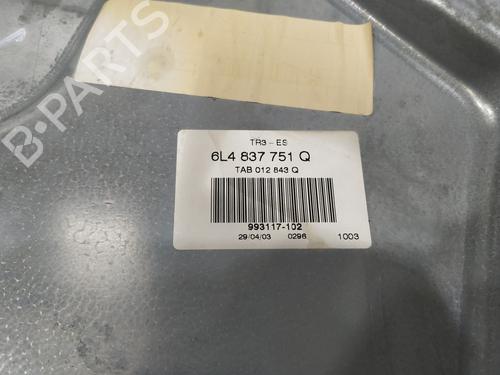 B-PARTS
TR3 - ES
6L4 837 751 Q
TAB 012 843 Q
993117-102
29/04/03 0296 1003